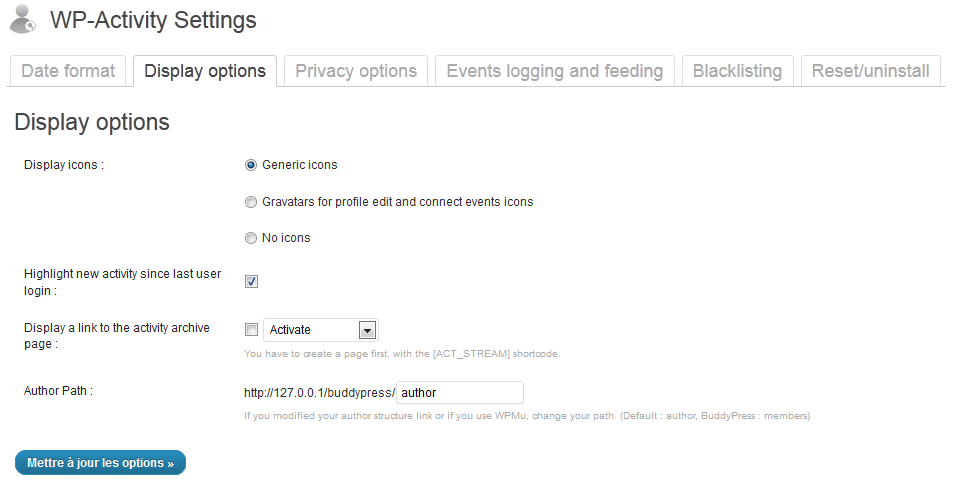 WP-Activity Settings
Date format Display options Privacy options Events logging and feeding Blacklisting Reset/uninstall
Display options
Display icons : Generic icons
Gravatars for profile edit and connect events icons
No icons
Highlight new activity since last user
login :
Display a link to the activity archive
page : Activate
You have to create a page first, with the [ACT_STREAM] shortcode.
Author Path : http://127.0.0.1/buddypress/ author
If you modified your author structure link or if you use WPMu, change your path. (Default : author, BuddyPress : members)
Mettre à jour les options »